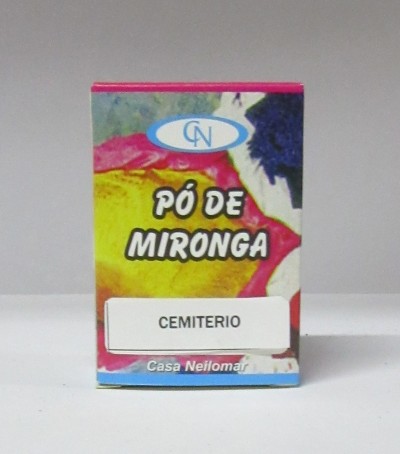 CN
PÓ DE
MIRONGA
CEMITERIO
Casa Neilomar